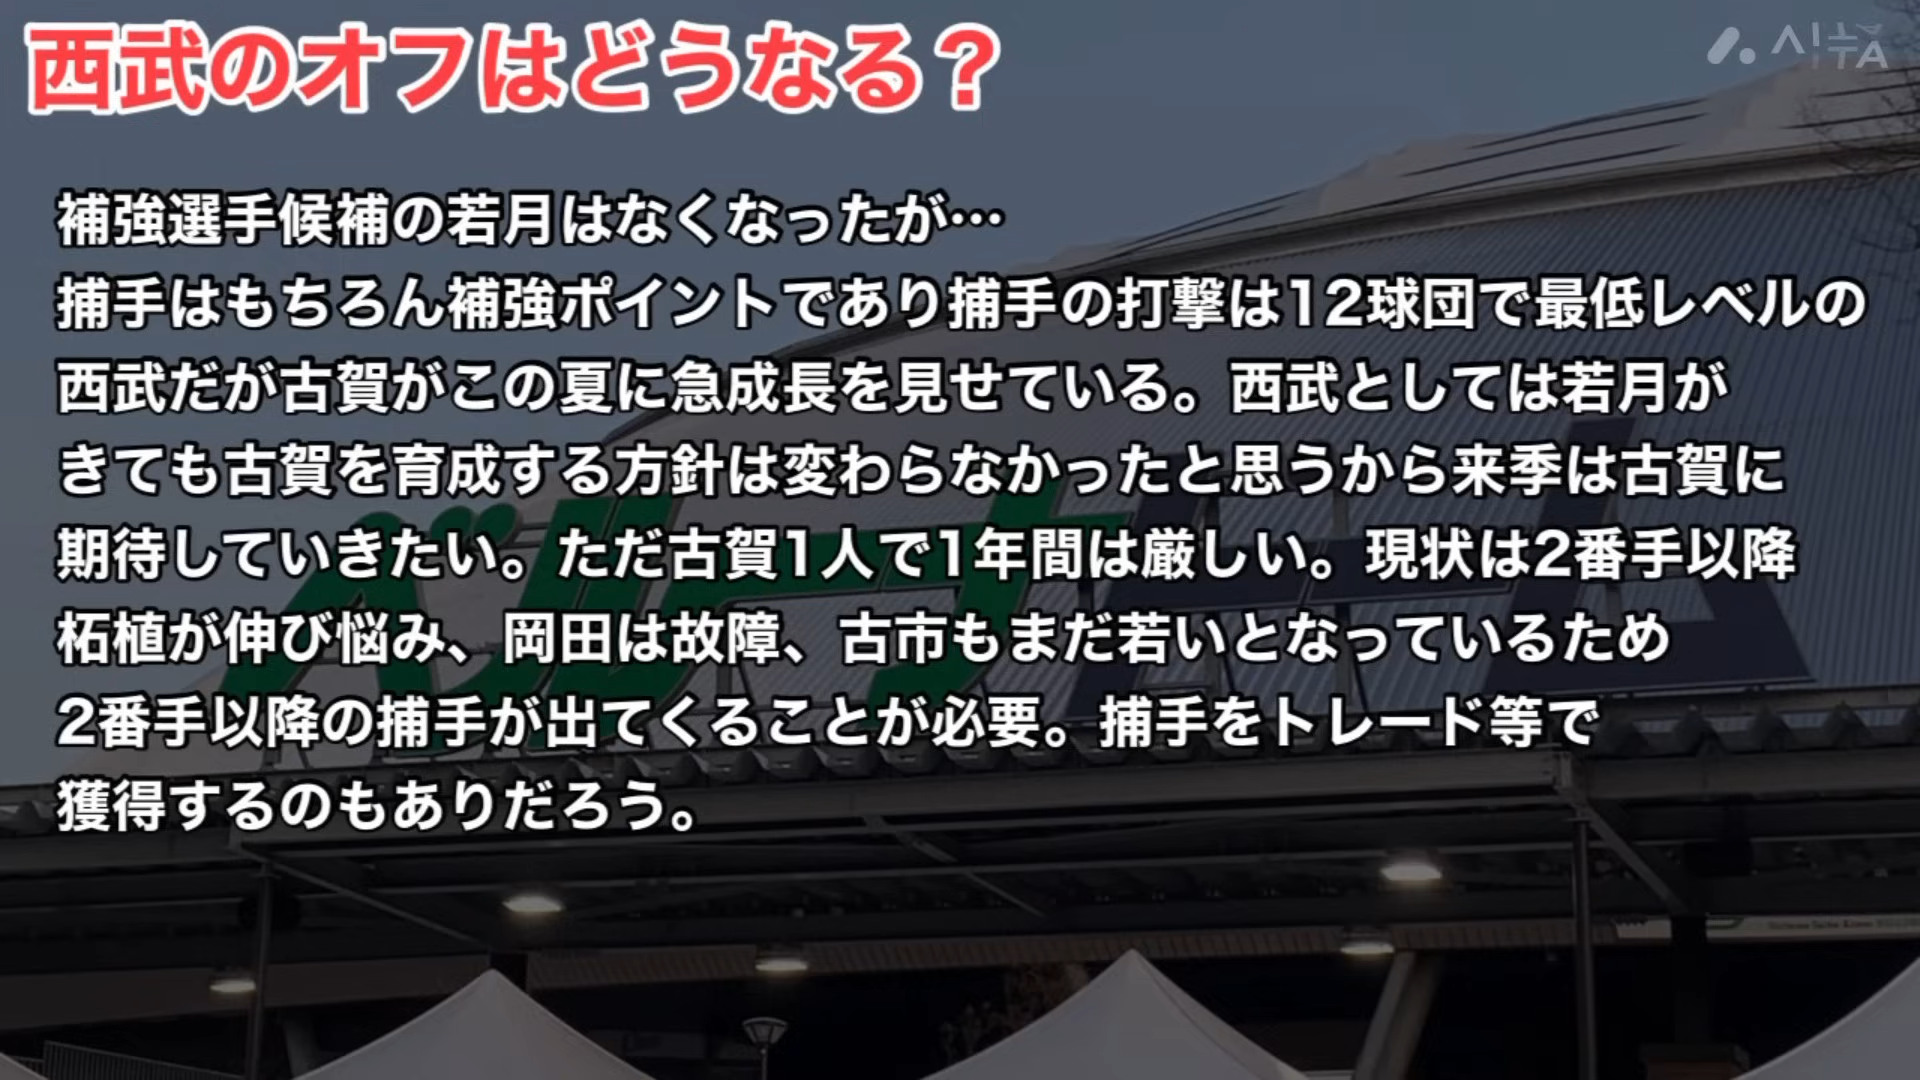 西武のオフはどうなる？
補強選手候補の若月はなくなったが…
捕手はもちろん補強ポイントであり捕手の打撃は12球団で最低レベルの
西武だが古賀がこの夏に急成長を見せている。西武としては若月が
きても古賀を育成する方針は変わらなかったと思うから来季は古賀に
期待していきたい。ただ古賀1人で1年間は厳しい。現状は2番手以降
柘植が伸び悩み、岡田は故障、古市もまだ若いとなっているため
2番手以降の捕手が出てくることが必要。捕手をトレード等で
獲得するのもありだろう。
ベルーナ